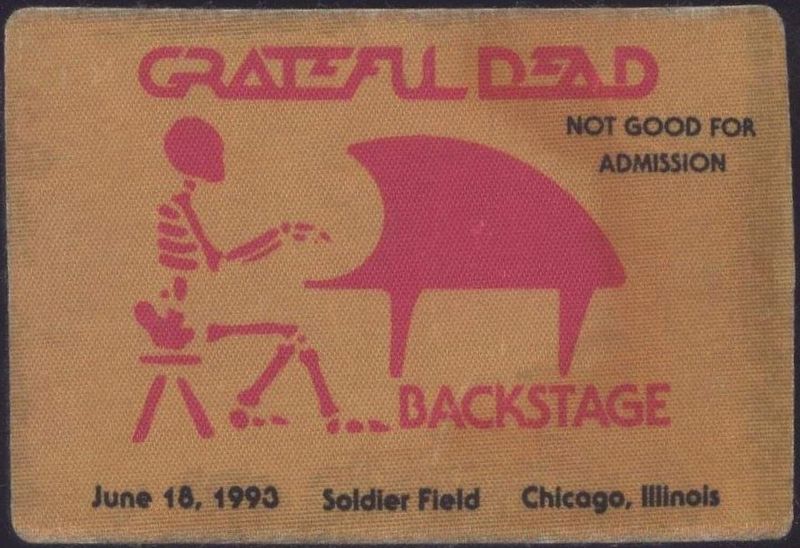 GRATEFUL DEAD
NOT GOOD FOR
ADMISSION
BACKSTAGE
June 18, 1993 Soldier Field Chicago, Illinois